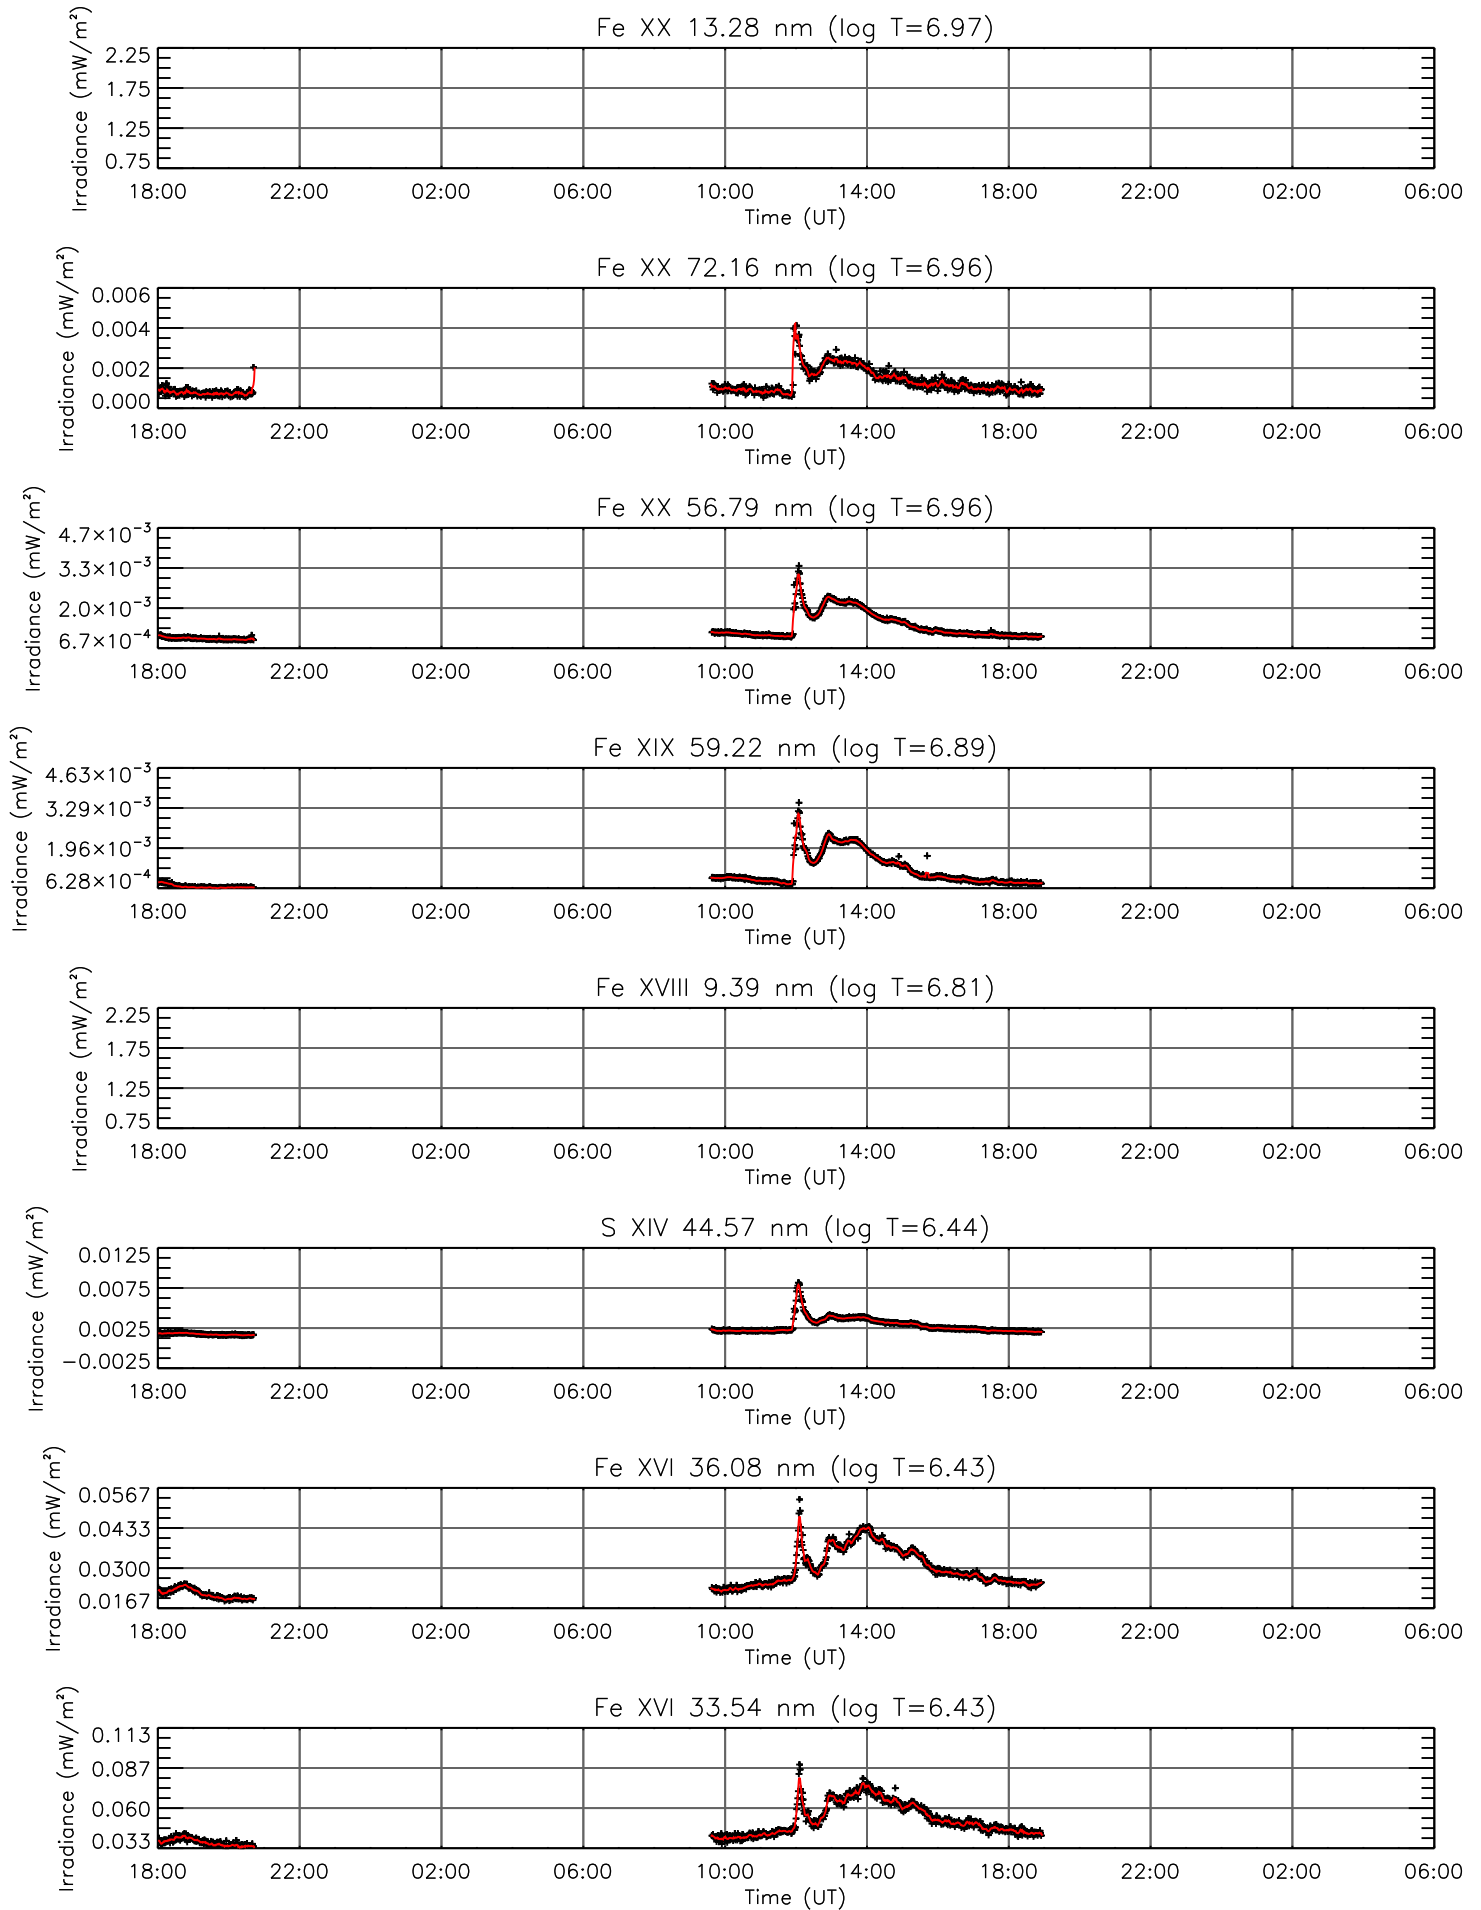 Fe XX 13.28 nm (log T=6.97)
Irradiance (mW/m²)
2.25
1.75
1.25
0.75
18:00 22:00 02:00 06:00 10:00 14:00 18:00 22:00 02:00 06:00
Time (UT)
Fe XX 72.16 nm (log T=6.96)
Irradiance (mW/m²)
0.006
0.004
0.002
0.000
18:00 22:00 02:00 06:00 10:00 14:00 18:00 22:00 02:00 06:00
Time (UT)
Fe XX 56.79 nm (log T=6.96)
Irradiance (mW/m²)
4.7×10⁻³
3.3×10⁻³
2.0×10⁻³
6.7×10⁻⁴
18:00 22:00 02:00 06:00 10:00 14:00 18:00 22:00 02:00 06:00
Time (UT)
Fe XIX 59.22 nm (log T=6.89)
Irradiance (mW/m²)
4.63×10⁻³
3.29×10⁻³
1.96×10⁻³
6.28×10⁻⁴
18:00 22:00 02:00 06:00 10:00 14:00 18:00 22:00 02:00 06:00
Time (UT)
Fe XVIII 9.39 nm (log T=6.81)
Irradiance (mW/m²)
2.25
1.75
1.25
0.75
18:00 22:00 02:00 06:00 10:00 14:00 18:00 22:00 02:00 06:00
Time (UT)
S XIV 44.57 nm (log T=6.44)
Irradiance (mW/m²)
0.0125
0.0075
0.0025
−0.0025
18:00 22:00 02:00 06:00 10:00 14:00 18:00 22:00 02:00 06:00
Time (UT)
Fe XVI 36.08 nm (log T=6.43)
Irradiance (mW/m²)
0.0567
0.0433
0.0300
0.0167
18:00 22:00 02:00 06:00 10:00 14:00 18:00 22:00 02:00 06:00
Time (UT)
Fe XVI 33.54 nm (log T=6.43)
Irradiance (mW/m²)
0.113
0.087
0.060
0.033
18:00 22:00 02:00 06:00 10:00 14:00 18:00 22:00 02:00 06:00
Time (UT)